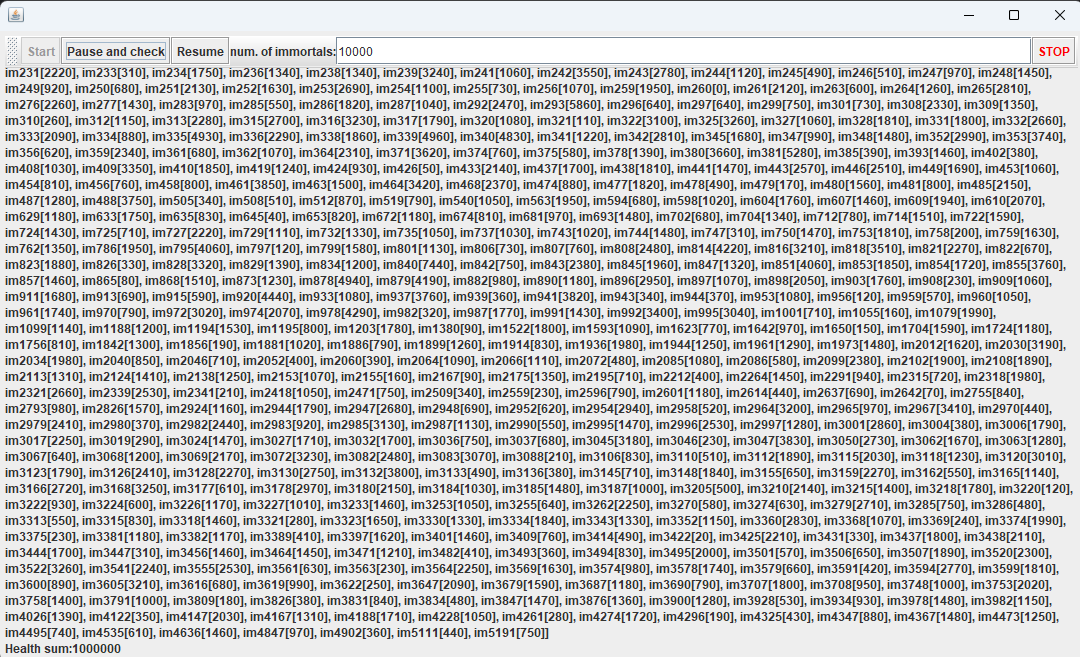 Start Pause and check Resume num. of immortals: 10000 STOP
im231[2220], im233[310], im234[1750], im236[1340], im238[1340], im239[3240], im241[1060], im242[3550], im243[2780], im244[1120], im245[490], im246[510], im247[970], im248[1450],
im249[920], im250[680], im251[2130], im252[1630], im253[2690], im254[1100], im255[730], im256[1070], im259[1950], im260[0], im261[2120], im263[600], im264[1260], im265[2810],
im276[2260], im277[1430], im283[970], im285[550], im286[1820], im287[1040], im292[2470], im293[5860], im296[640], im297[640], im299[750], im301[730], im308[2330], im309[1350],
im310[260], im312[1150], im313[2280], im315[2700], im316[3230], im317[1790], im320[1080], im321[110], im322[3100], im325[3260], im327[1060], im328[1810], im331[1800], im332[2660],
im333[2090], im334[880], im335[4930], im336[2290], im338[1860], im339[4960], im340[4830], im341[1220], im342[2810], im345[1680], im347[990], im348[1480], im352[2990], im353[3740],
im356[620], im359[2340], im361[680], im362[1070], im364[2310], im371[3620], im374[760], im375[580], im378[1390], im380[3660], im381[5280], im385[390], im393[1460], im402[380],
im408[1030], im409[3350], im410[1850], im419[1240], im424[930], im426[50], im433[2140], im437[1700], im438[1810], im441[1470], im443[2570], im446[2510], im449[1690], im453[1060],
im454[810], im456[760], im458[800], im461[3850], im463[1500], im464[3420], im468[2370], im474[880], im477[1820], im478[490], im479[170], im480[1560], im481[800], im485[2150],
im487[1280], im488[3750], im505[340], im508[510], im512[870], im519[790], im540[1050], im563[1950], im594[680], im598[1020], im604[1760], im607[1460], im609[1940], im610[2070],
im629[1180], im633[1750], im635[830], im645[40], im653[820], im672[1180], im674[810], im681[970], im693[1480], im702[680], im704[1340], im712[780], im714[1510], im722[1590],
im724[1430], im725[710], im727[2220], im729[1110], im732[1330], im735[1050], im737[1030], im743[1020], im744[1480], im747[310], im750[1470], im753[1810], im758[200], im759[1630],
im762[1350], im786[1950], im795[4060], im797[120], im799[1580], im801[1130], im806[730], im807[760], im808[2480], im814[4220], im816[3210], im818[3510], im821[2270], im822[670],
im823[1880], im826[330], im828[3320], im829[1390], im834[1200], im840[7440], im842[750], im843[2380], im845[1960], im847[1320], im851[4060], im853[1850], im854[1720], im855[3760],
im857[1460], im865[80], im868[1510], im873[1230], im878[4940], im879[4190], im882[980], im890[1180], im896[2950], im897[1070], im898[2050], im903[1760], im908[230], im909[1060],
im911[1680], im913[690], im915[590], im920[4440], im933[1080], im937[3760], im939[360], im941[3820], im943[340], im944[370], im953[1080], im956[120], im959[570], im960[1050],
im961[1740], im970[790], im972[3020], im974[2070], im978[4290], im982[320], im987[1770], im991[1430], im992[3400], im995[3040], im1001[710], im1055[160], im1079[1990],
im1099[1140], im1188[1200], im1194[1530], im1195[800], im1203[1780], im1380[90], im1522[1800], im1593[1090], im1623[770], im1642[970], im1650[150], im1704[1590], im1724[1180],
im1756[810], im1842[1300], im1856[190], im1881[1020], im1886[790], im1899[1260], im1914[830], im1936[1980], im1944[1250], im1961[1290], im1973[1480], im2012[1620], im2030[3190],
im2034[1980], im2040[850], im2046[710], im2052[400], im2060[390], im2064[1090], im2066[1110], im2072[480], im2085[1080], im2086[580], im2099[2380], im2102[1900], im2108[1890],
im2113[1310], im2124[1410], im2138[1250], im2153[1070], im2155[160], im2167[90], im2175[1350], im2195[710], im2212[400], im2264[1450], im2291[940], im2315[720], im2318[1980],
im2321[2660], im2339[2530], im2341[210], im2418[1050], im2471[750], im2509[340], im2559[230], im2596[790], im2601[1180], im2614[440], im2637[690], im2642[70], im2755[840],
im2793[980], im2826[1570], im2924[1160], im2944[1790], im2947[2680], im2948[690], im2952[620], im2954[2940], im2958[520], im2964[3200], im2965[970], im2967[3410], im2970[440],
im2979[2410], im2980[370], im2982[2440], im2983[920], im2985[3130], im2987[1130], im2990[550], im2995[1470], im2996[2530], im2997[1280], im3001[2860], im3004[380], im3006[1790],
im3017[2250], im3019[290], im3024[1470], im3027[1710], im3032[1700], im3036[750], im3037[680], im3045[3180], im3046[230], im3047[3830], im3050[2730], im3062[1670], im3063[1280],
im3067[640], im3068[1200], im3069[2170], im3072[3230], im3082[2480], im3083[3070], im3088[210], im3106[830], im3110[510], im3112[1890], im3115[2030], im3118[1230], im3120[3010],
im3123[1790], im3126[2410], im3128[2270], im3130[2750], im3132[3800], im3133[490], im3136[380], im3145[710], im3148[1840], im3155[650], im3159[2270], im3162[550], im3165[1140],
im3166[2720], im3168[3250], im3177[610], im3178[2970], im3180[2150], im3184[1030], im3185[1480], im3187[1000], im3205[500], im3210[2140], im3215[1400], im3218[1780], im3220[120],
im3222[930], im3224[600], im3226[1170], im3227[1010], im3233[1460], im3253[1050], im3255[640], im3262[2250], im3270[580], im3274[630], im3279[2710], im3285[750], im3286[480],
im3313[550], im3315[830], im3318[1460], im3321[280], im3323[1650], im3330[1330], im3334[1840], im3343[1330], im3352[1150], im3360[2830], im3368[1070], im3369[240], im3374[1990],
im3375[230], im3381[1180], im3382[1170], im3389[410], im3397[1620], im3401[1460], im3409[760], im3414[490], im3422[20], im3425[2210], im3431[330], im3437[1800], im3438[2110],
im3444[1700], im3447[310], im3456[1460], im3464[1450], im3471[1210], im3482[410], im3493[360], im3494[830], im3495[2000], im3501[570], im3506[650], im3507[1890], im3520[2300],
im3522[3260], im3541[2240], im3555[2530], im3561[630], im3563[230], im3564[2250], im3569[1630], im3574[980], im3578[1740], im3579[660], im3591[420], im3594[2770], im3599[1810],
im3600[890], im3605[3210], im3616[680], im3619[990], im3622[250], im3647[2090], im3679[1590], im3687[1180], im3690[790], im3707[1800], im3708[950], im3748[1000], im3753[2020],
im3758[1400], im3791[1000], im3809[180], im3826[380], im3831[840], im3834[480], im3847[1470], im3876[1360], im3900[1280], im3928[530], im3934[930], im3978[1480], im3982[1150],
im4026[1390], im4122[350], im4147[2030], im4167[1310], im4188[1710], im4228[1050], im4261[280], im4274[1720], im4296[190], im4325[430], im4347[880], im4367[1480], im4473[1250],
im4495[740], im4535[610], im4636[1460], im4847[970], im4902[360], im5111[440], im5191[750]]
Health sum:1000000